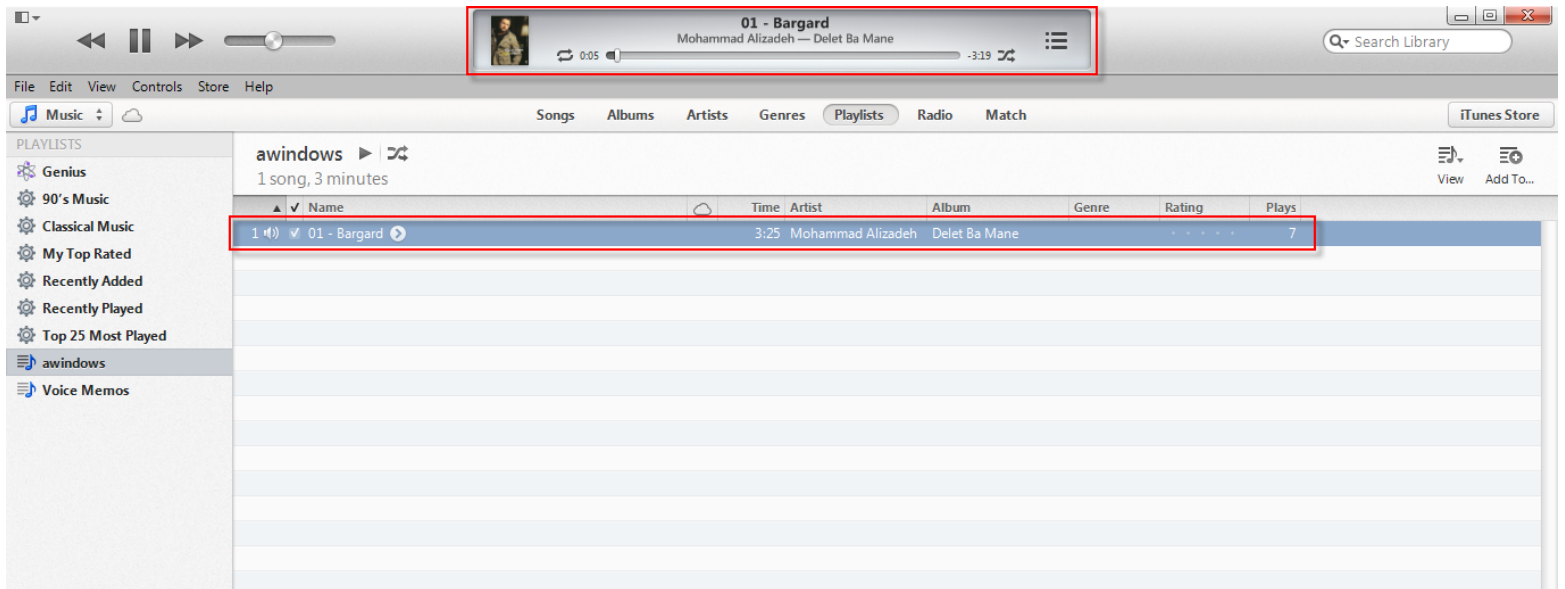 01 - Bargard
Mohammad Alizadeh — Delet Ba Mane
0:05
-3:19
Search Library
File Edit View Controls Store Help
Music
Songs Albums Artists Genres Playlists Radio Match
iTunes Store
PLAYLISTS
Genius
90's Music
Classical Music
My Top Rated
Recently Added
Recently Played
Top 25 Most Played
awindows
Voice Memos
awindows
1 song, 3 minutes
View Add To...
Name Time Artist Album Genre Rating Plays
1 01 - Bargard 3:25 Mohammad Alizadeh Delet Ba Mane 7